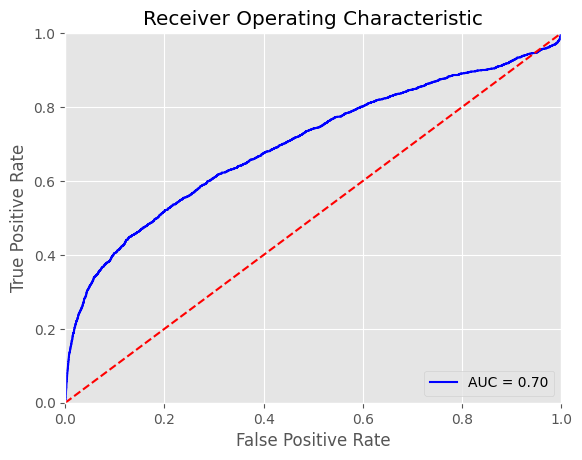 Receiver Operating Characteristic
True Positive Rate
1.0
0.8
0.6
0.4
0.2
0.0
AUC = 0.70
0.0 0.2 0.4 0.6 0.8 1.0
False Positive Rate